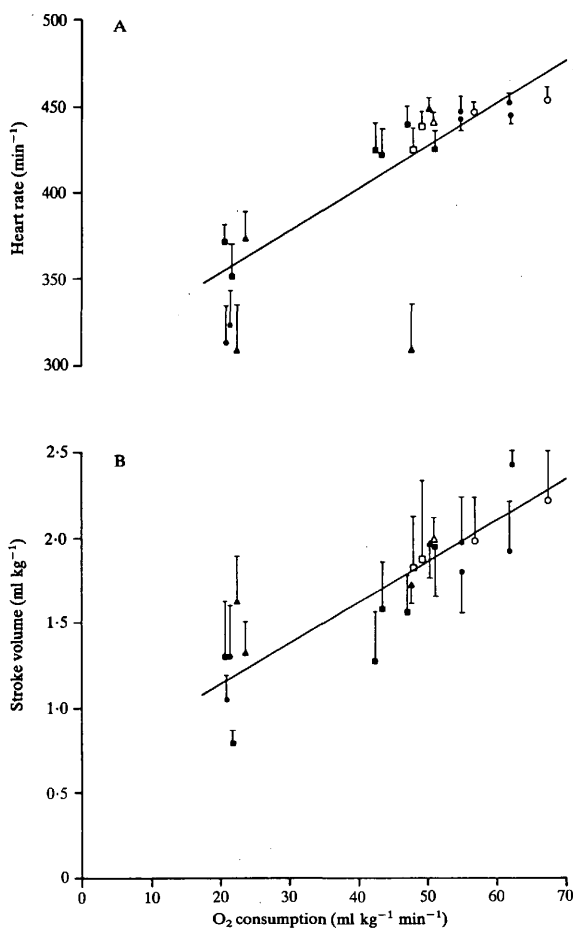 A
500
450
400
350
300
Heart rate (min⁻¹)
B
2·5
2·0
1·5
1·0
0·5
0
Stroke volume (ml kg⁻¹)
0 10 20 30 40 50 60 70
O₂ consumption (ml kg⁻¹ min⁻¹)